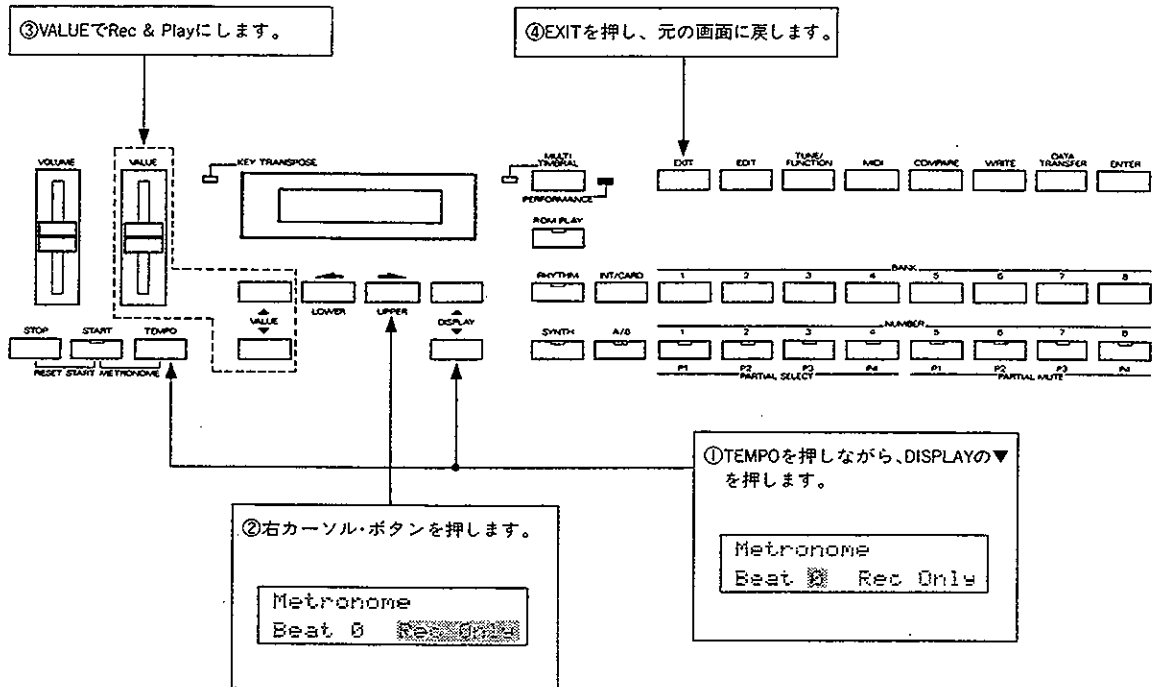 ③VALUEでRec & Playにします。
④EXITを押し、元の画面に戻します。
VOLUME
VALUE
KEY TRANSPOSE
MULTI TIMBRAL
PERFORMANCE
EXIT
EDIT
TUNE/FUNCTION
MIDI
COMPARE
WRITE
DATA TRANSFER
ENTER
ROM PLAY
RHYTHM
INT/CARD
BANK
1 2 3 4 5 6 7 8
VALUE
LOWER
UPPER
DISPLAY
STOP
START
TEMPO
RESET START
METRONOME
SYNTH
A/B
NUMBER
1 2 3 4 5 6 7 8
P1 P2 P3 P4 P1 P2 P3 P4
PARTIAL SELECT
PARTIAL MUTE
①TEMPOを押しながら、DISPLAYの▼
を押します。
Metronome
Beat 0 Rec Only
②右カーソル・ボタンを押します。
Metronome
Beat 0 Rec Only